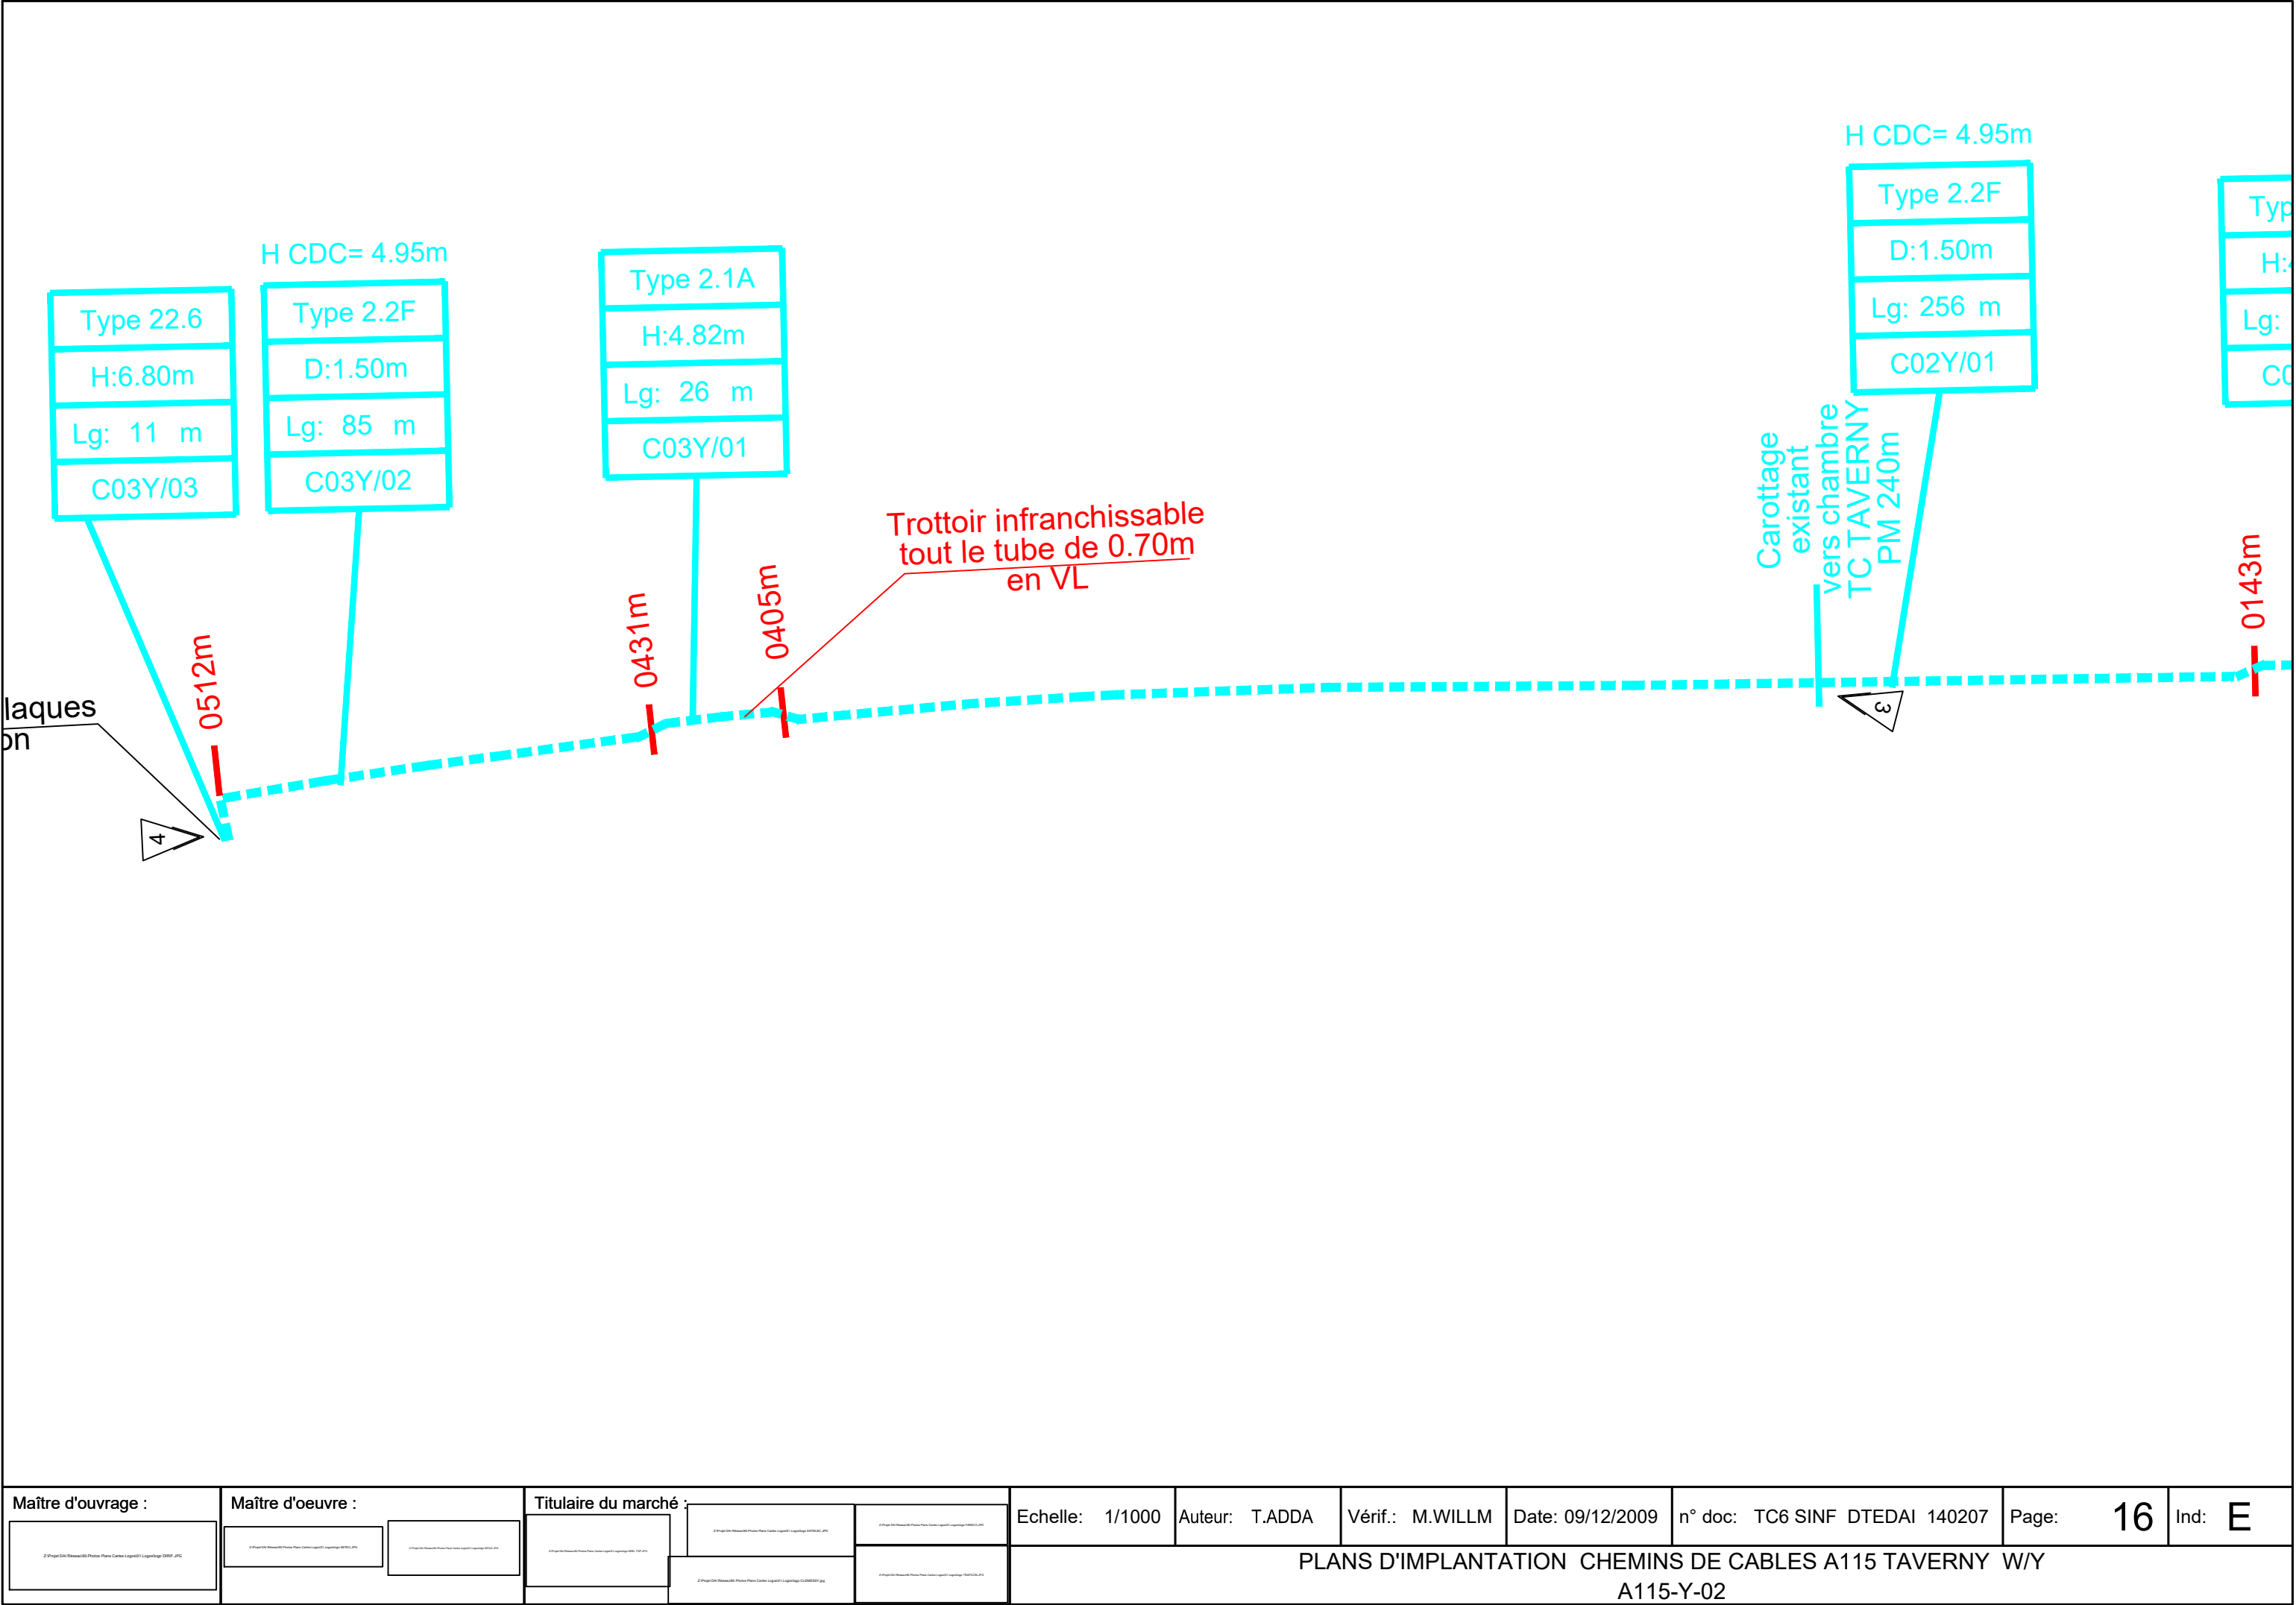 H CDC= 4.95m
Type 2.2F
D:1.50m
Lg: 256 m
C02Y/01
H CDC= 4.95m
Type 22.6
H:6.80m
Lg: 11 m
C03Y/03
Type 2.2F
D:1.50m
Lg: 85 m
C03Y/02
Type 2.1A
H:4.82m
Lg: 26 m
C03Y/01
Typ
H:
Lg:
C0
Trottoir infranchissable
tout le tube de 0.70m
en VL
Carottage
existant
vers chambre
TC TAVERNY
PM 240m
0512m
0431m
0405m
0143m
laques
on
4
3
Maître d'ouvrage :
Maître d'oeuvre :
Titulaire du marché :
Echelle: 1/1000
Auteur: T.ADDA
Vérif.: M.WILLM
Date: 09/12/2009
n° doc: TC6 SINF DTEDAI 140207
Page: 16
Ind: E
PLANS D'IMPLANTATION CHEMINS DE CABLES A115 TAVERNY W/Y
A115-Y-02